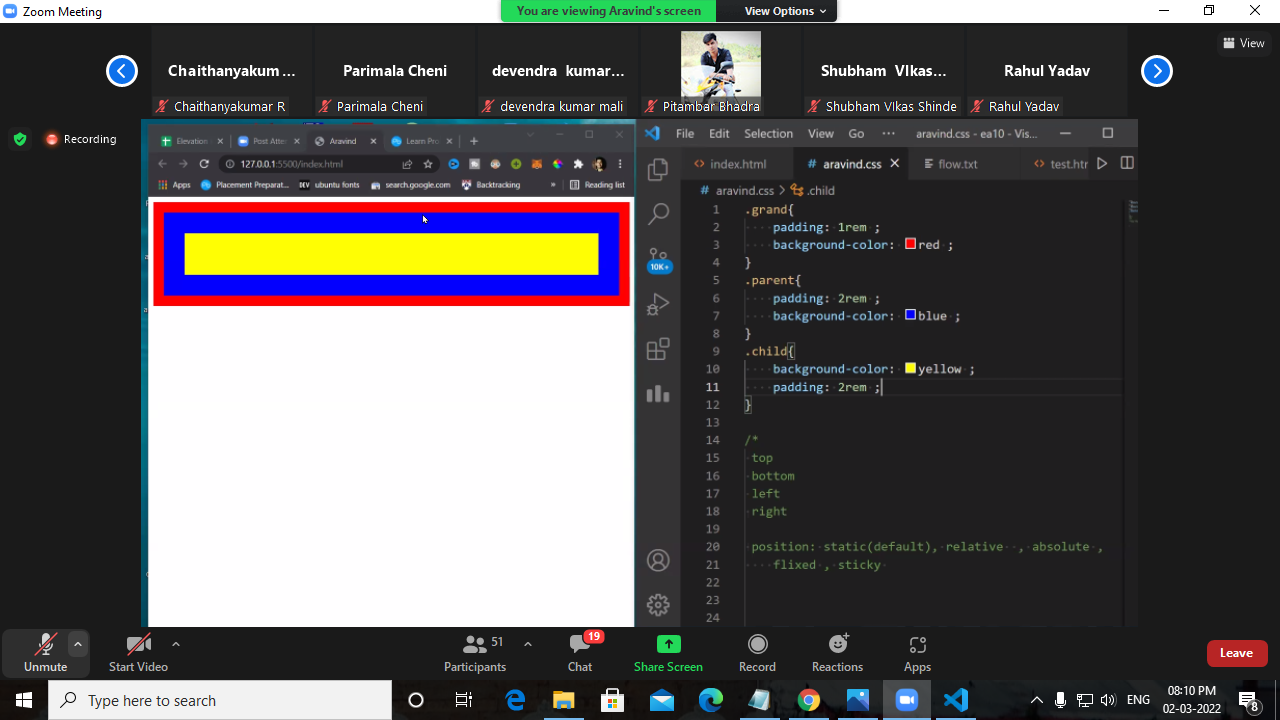 Zoom Meeting
You are viewing Aravind's screen
View Options
Chaithanyakum...
Parimala Cheni
devendra kumar...
Shubham VIkas...
Rahul Yadav
View
Chaithanyakumar R
Parimala Cheni
devendra kumar mali
Pitambar Bhadra
Shubham VIkas Shinde
Rahul Yadav
Recording
Elevation
Post Atten
Aravind
Learn Pro
127.0.0.1:5500/index.html
Apps
Placement Preparat...
DEV
ubuntu fonts
search.google.com
Backtracking
»
Reading list
File Edit Selection View Go ··· aravind.css - ea10 - Vis...
index.html
# aravind.css
flow.txt
test.htr
# aravind.css > .child
10K+
1 .grand{
2 padding: 1rem ;
3 background-color: red ;
4 }
5 .parent{
6 padding: 2rem ;
7 background-color: blue ;
8 }
9 .child{
10 background-color: yellow ;
11 padding: 2rem ;
12 }
13
14 /*
15 top
16 bottom
17 left
18 right
19
20 position: static(default), relative , absolute ,
21 flixed , sticky
22
23
24
Unmute
Start Video
51
Participants
19
Chat
Share Screen
Record
Reactions
Apps
Leave
Type here to search
ENG
08:10 PM
02-03-2022
8